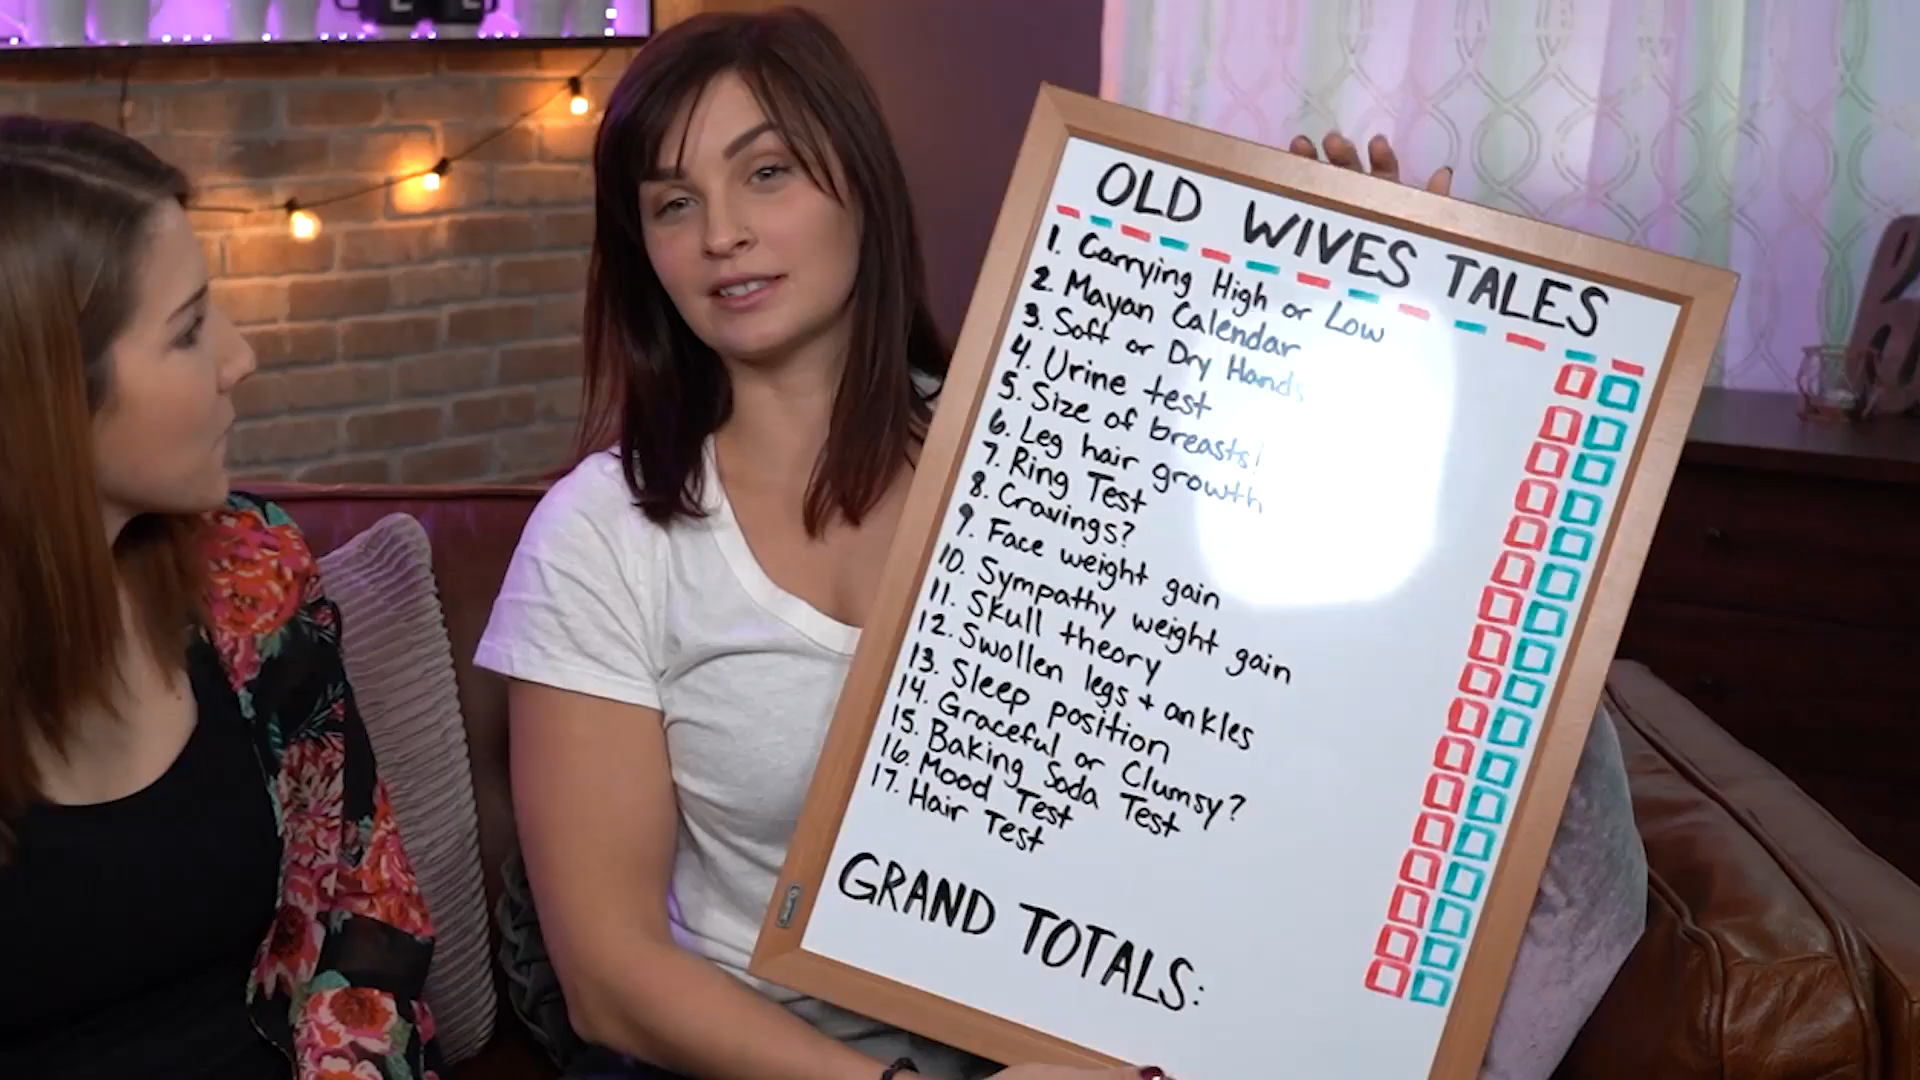 OLD WIVES TALES
1. Carrying High or Low
2. Mayan Calendar
3. Soft or Dry Hands
4. Urine test
5. Size of breasts!
6. Leg hair growth
7. Ring Test
8. Cravings?
9. Face weight gain
10. Sympathy weight gain
11. Skull theory
12. Swollen legs + ankles
13. Sleep position
14. Graceful or Clumsy?
15. Baking Soda Test
16. Mood Test
17. Hair Test
GRAND TOTALS: